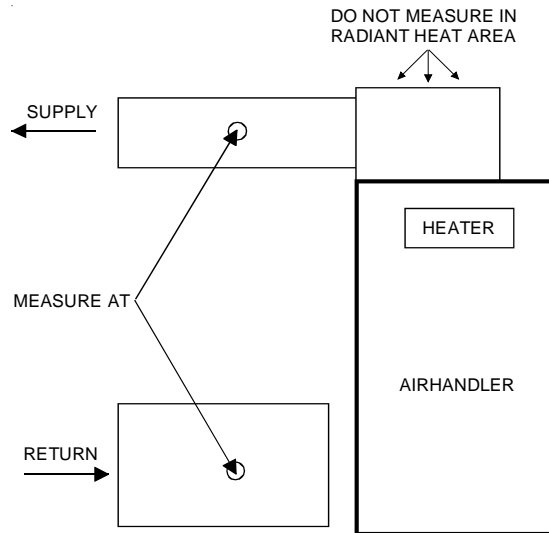 DO NOT MEASURE IN
RADIANT HEAT AREA
SUPPLY
HEATER
MEASURE AT
AIRHANDLER
RETURN